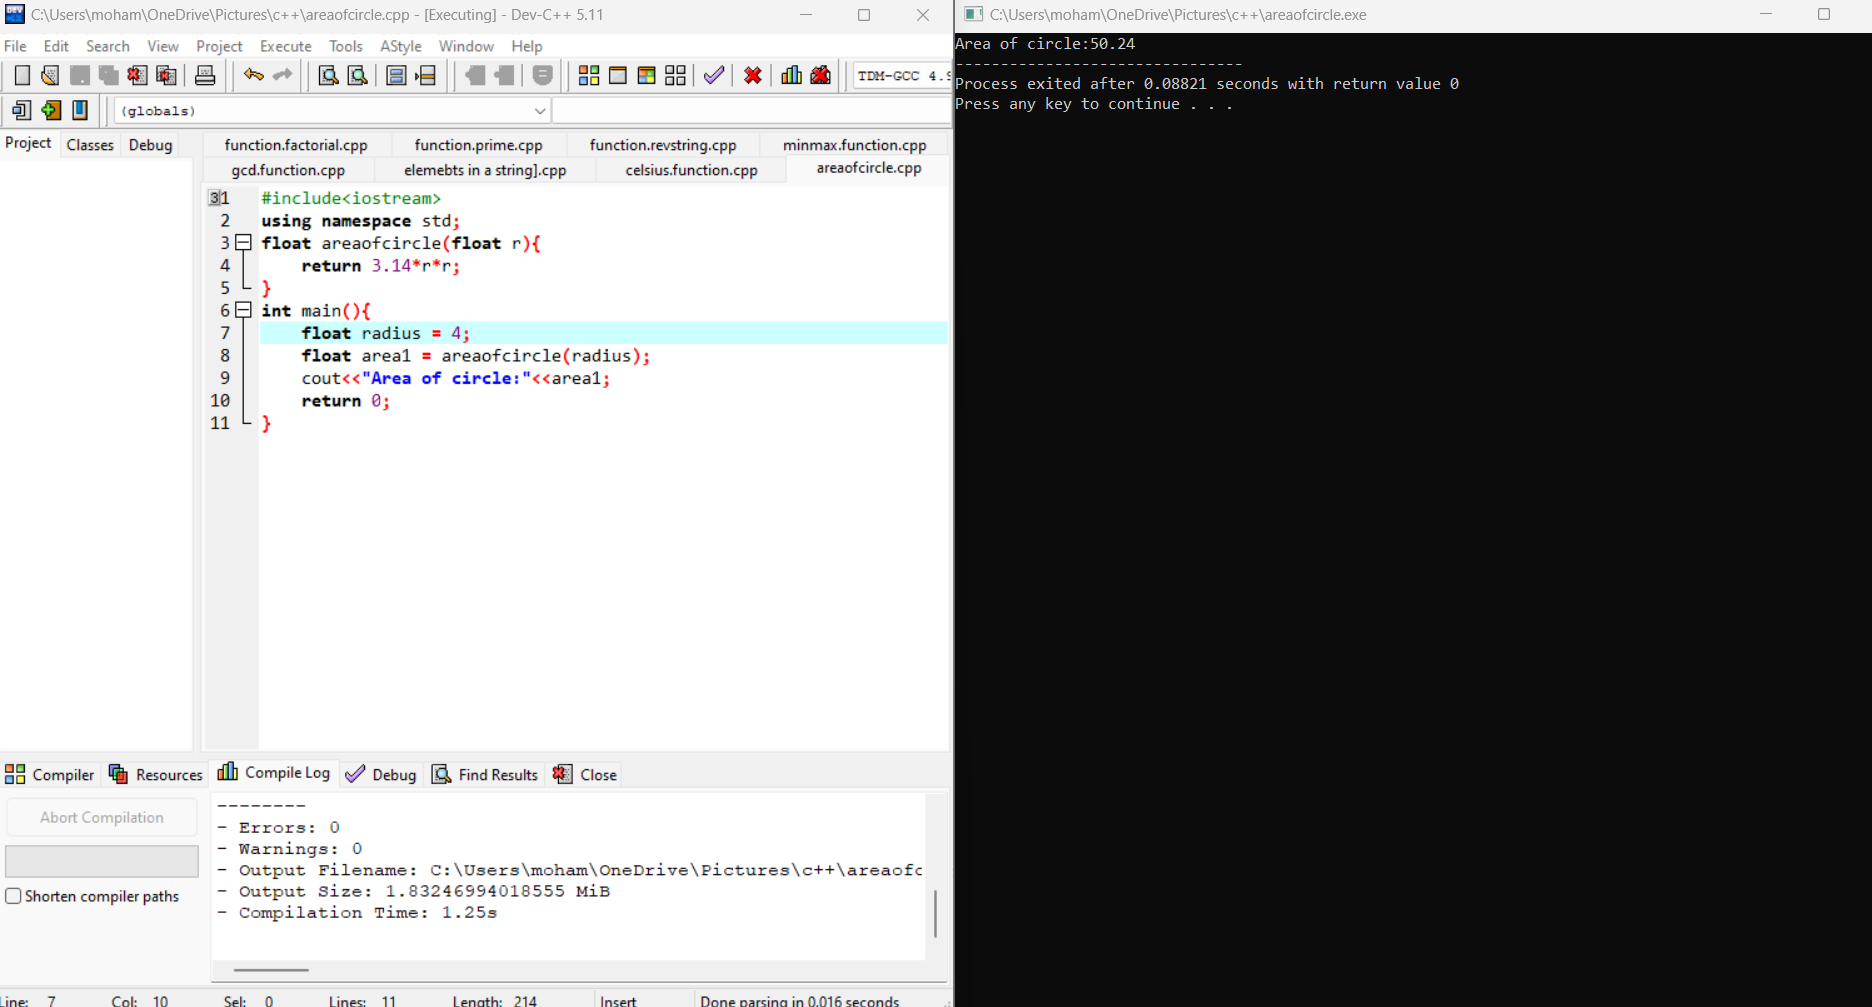 C:\Users\moham\OneDrive\Pictures\c++\areaofcircle.cpp - [Executing] - Dev-C++ 5.11
File Edit Search View Project Execute Tools AStyle Window Help
TDM-GCC 4.9
(globals)
Project Classes Debug
function.factorial.cpp function.prime.cpp function.revstring.cpp minmax.function.cpp
gcd.function.cpp elemebts in a string].cpp celsius.function.cpp areaofcircle.cpp
1 #include<iostream>
2 using namespace std;
3 float areaofcircle(float r){
4 return 3.14*r*r;
5 }
6 int main(){
7 float radius = 4;
8 float area1 = areaofcircle(radius);
9 cout<<"Area of circle:"<<area1;
10 return 0;
11 }
Compiler Resources Compile Log Debug Find Results Close
Abort Compilation
Shorten compiler paths
--------
- Errors: 0
- Warnings: 0
- Output Filename: C:\Users\moham\OneDrive\Pictures\c++\areaofc
- Output Size: 1.83246994018555 MiB
- Compilation Time: 1.25s
Line: 7 Col: 10 Sel: 0 Lines: 11 Length: 214 Insert Done parsing in 0.016 seconds
C:\Users\moham\OneDrive\Pictures\c++\areaofcircle.exe
Area of circle:50.24
--------------------------------
Process exited after 0.08821 seconds with return value 0
Press any key to continue . . .